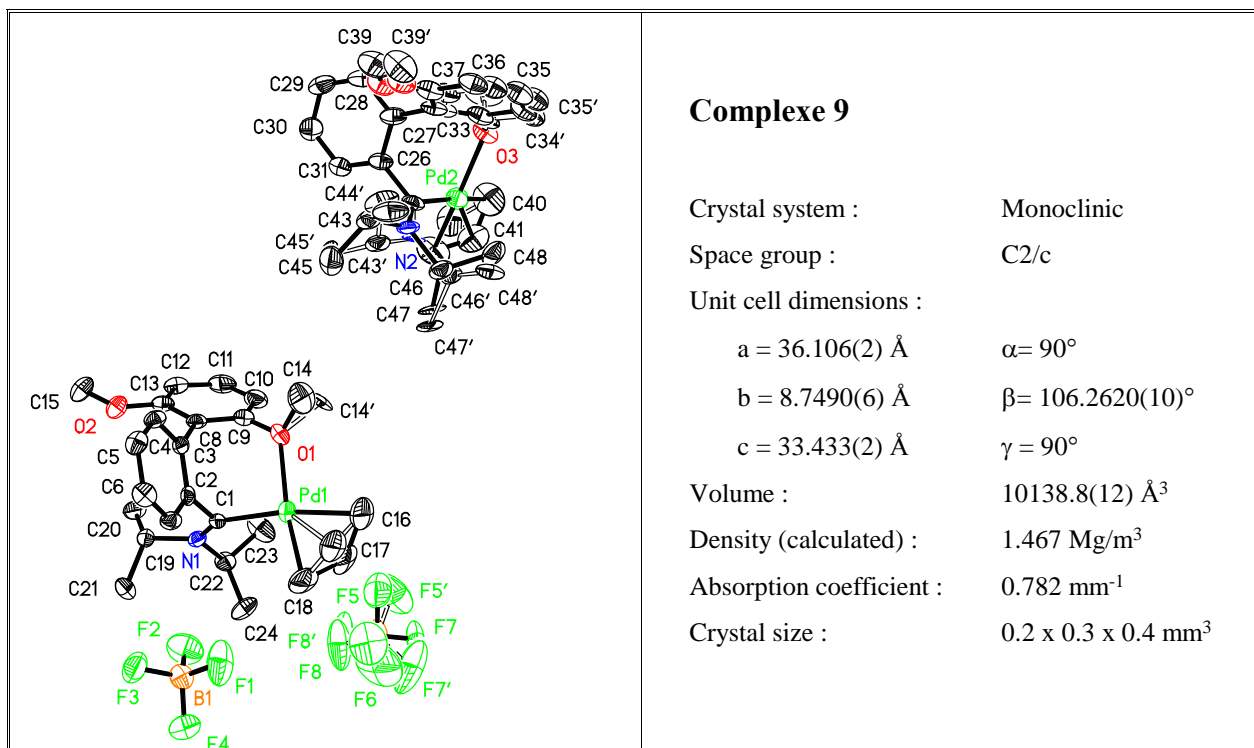 C39 C39′
C36
C37 C35
C29
C28
C35′
C30
C33
C34′
C27
O3
C31 C26
Pd2
C44′
C40
C43
C41
C45′
C45 N2
C48
C43′
C46
C48′
C46′
C47
C47′
C11
C12
C10
C14
C13
C15
C14′
O2
C8 C9
C4
O1
C5
C3
C2
C6
Pd1
C1
C16
C20
C23
C17
N1
C19
C22
C21
C18
F5 F5′
C24
F2
F8′ F7
F8
F3
F1
F6 F7′
B1
F4
Complexe 9
Crystal system : Monoclinic
Space group : C2/c
Unit cell dimensions :
a = 36.106(2) Å α= 90°
b = 8.7490(6) Å β= 106.2620(10)°
c = 33.433(2) Å γ = 90°
Volume : 10138.8(12) Å3
Density (calculated) : 1.467 Mg/m3
Absorption coefficient : 0.782 mm-1
Crystal size : 0.2 x 0.3 x 0.4 mm3